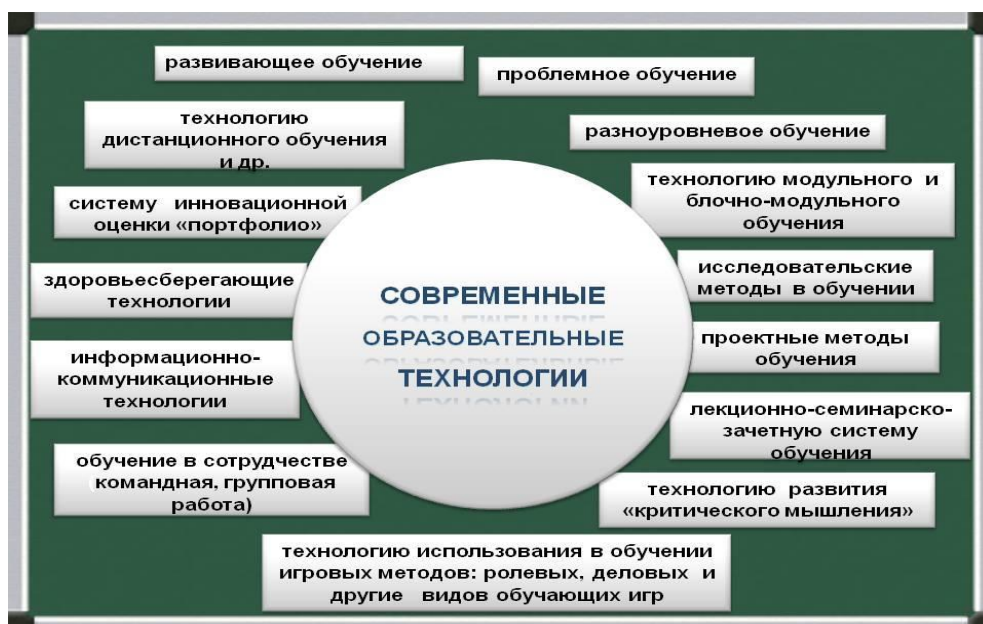 развивающее обучение
проблемное обучение
технологию
дистанционного обучения
и др.
разноуровневое обучение
систему инновационной
оценки «портфолио»
технологию модульного и
блочно-модульного
обучения
здоровьесберегающие
технологии
исследовательские
методы в обучении
СОВРЕМЕННЫЕ
ОБРАЗОВАТЕЛЬНЫЕ
ТЕХНОЛОГИИ
информационно-
коммуникационные
технологии
проектные методы
обучения
лекционно-семинарско-
зачетную систему
обучения
обучение в сотрудчестве
командная, групповая
работа)
технологию развития
«критического мышления»
технологию использования в обучении
игровых методов: ролевых, деловых и
другие видов обучающих игр